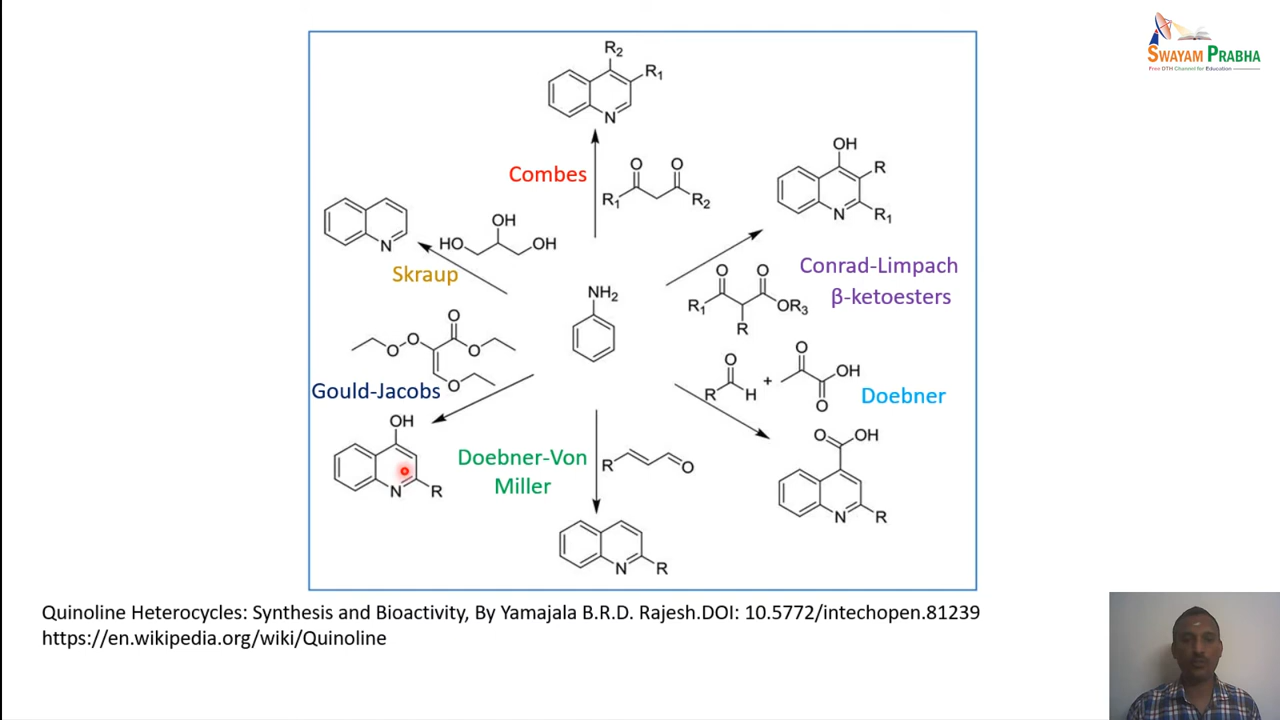 SWAYAM PRABHA
Free DTH Channel for Education
R2
R1
N
Combes
O O
R1 R2
OH
R
N R1
N
OH
HO OH
Skraup
Conrad-Limpach
β-ketoesters
O O
R1 OR3
R
NH2
O
O O O
O
Gould-Jacobs
O
R H
+
O
OH
O
Doebner
OH
N R
Doebner-Von
Miller
R O
O OH
N R
N R
Quinoline Heterocycles: Synthesis and Bioactivity, By Yamajala B.R.D. Rajesh.DOI: 10.5772/intechopen.81239
https://en.wikipedia.org/wiki/Quinoline